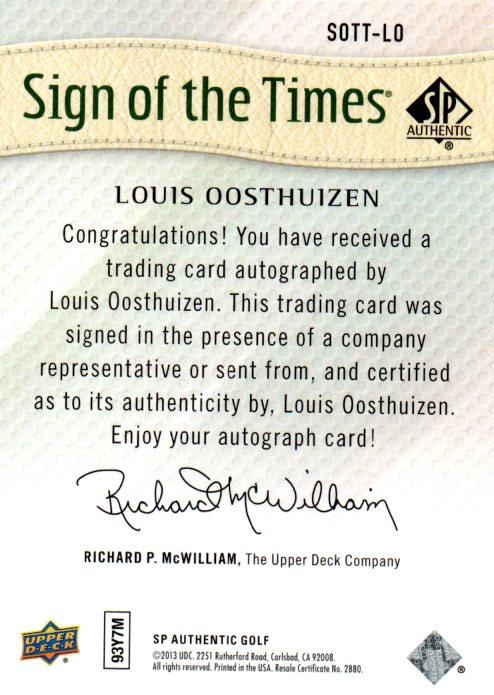 SOTT-LO
Sign of the Times®
SP
AUTHENTIC
®
LOUIS OOSTHUIZEN
Congratulations! You have received a
trading card autographed by
Louis Oosthuizen. This trading card was
signed in the presence of a company
representative or sent from, and certified
as to its authenticity by, Louis Oosthuizen.
Enjoy your autograph card!
Richard McWilliam
RICHARD P. McWILLIAM, The Upper Deck Company
UPPER
D·E·C·K
®
93Y7M
SP AUTHENTIC GOLF
©2013 UDC. 2251 Rutherford Road, Carlsbad, CA 92008.
All rights reserved. Printed in the USA. Resale Certificate No. 2880.